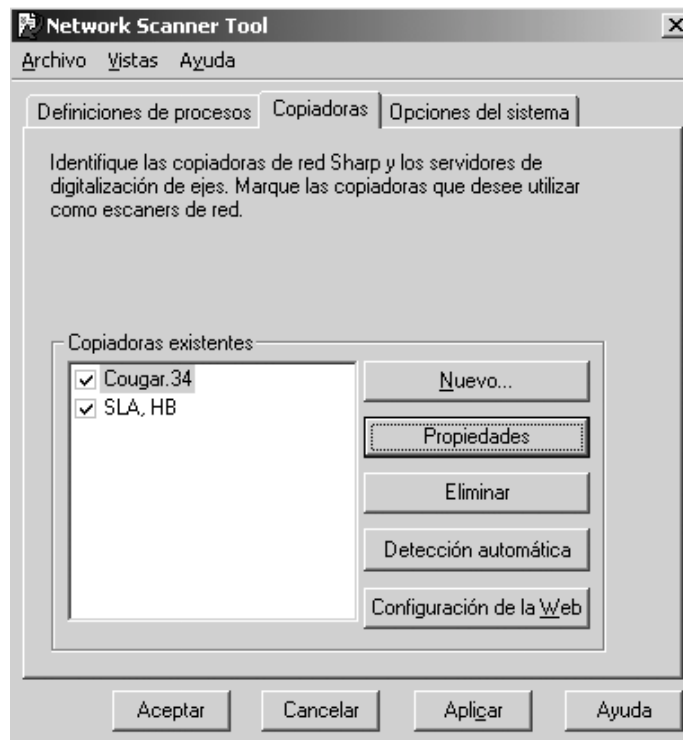 Network Scanner Tool
Archivo Vistas Ayuda
Definiciones de procesos Copiadoras Opciones del sistema
Identifique las copiadoras de red Sharp y los servidores de
digitalización de ejes. Marque las copiadoras que desee utilizar
como escaners de red.
Copiadoras existentes
Cougar.34
SLA, HB
Nuevo...
Propiedades
Eliminar
Detección automática
Configuración de la Web
Aceptar Cancelar Aplicar Ayuda